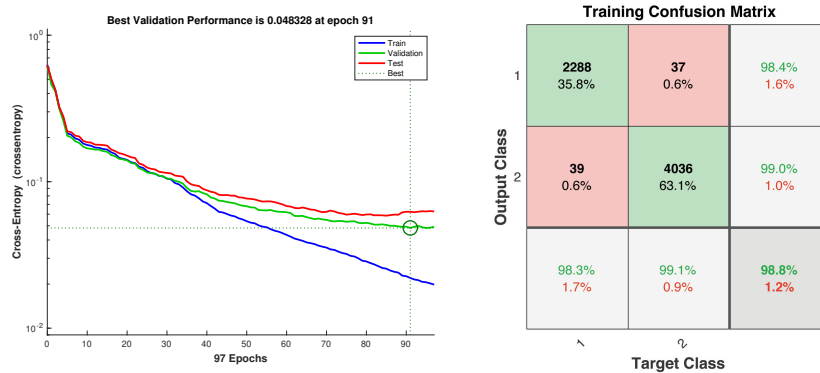 Best Validation Performance is 0.048328 at epoch 91
10^0
10^-1
10^-2
Cross-Entropy (crossentropy)
Train
Validation
Test
Best
0 10 20 30 40 50 60 70 80 90
97 Epochs
Training Confusion Matrix
Output Class
1
2288
35.8%
37
0.6%
98.4%
1.6%
2
39
0.6%
4036
63.1%
99.0%
1.0%
98.3%
1.7%
99.1%
0.9%
98.8%
1.2%
1 2
Target Class